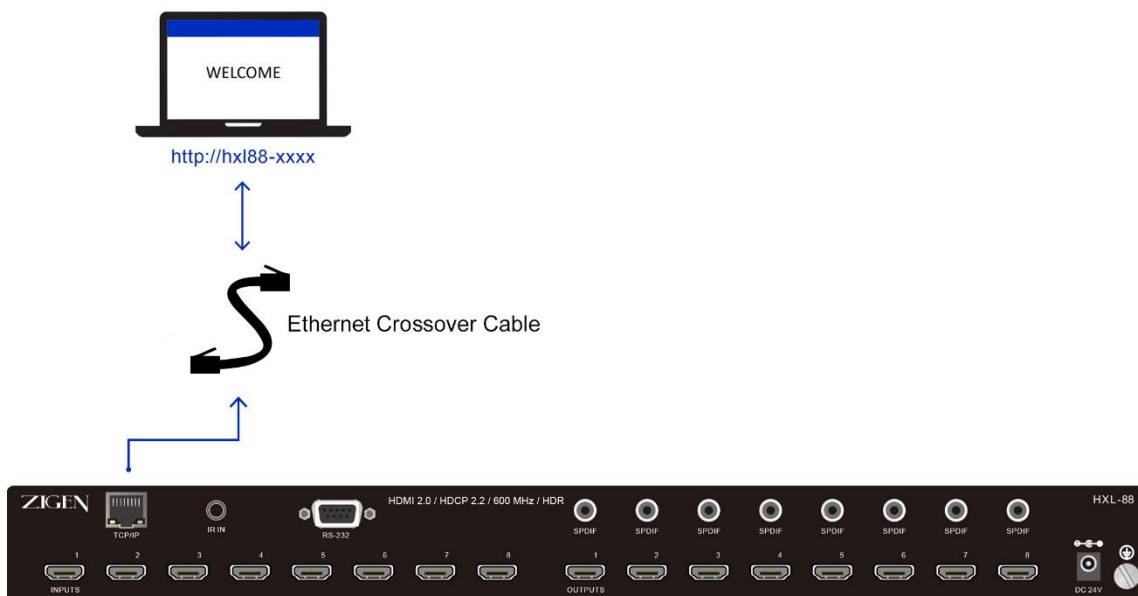 WELCOME
http://hxl88-xxxx
Ethernet Crossover Cable
ZIGEN
HDMI 2.0 / HDCP 2.2 / 600 MHz / HDR
HXL-88
TCP/IP
IR IN
RS-232
SPDIF SPDIF SPDIF SPDIF SPDIF SPDIF SPDIF SPDIF
1 2 3 4 5 6 7 8 1 2 3 4 5 6 7 8
INPUTS OUTPUTS DC 24V